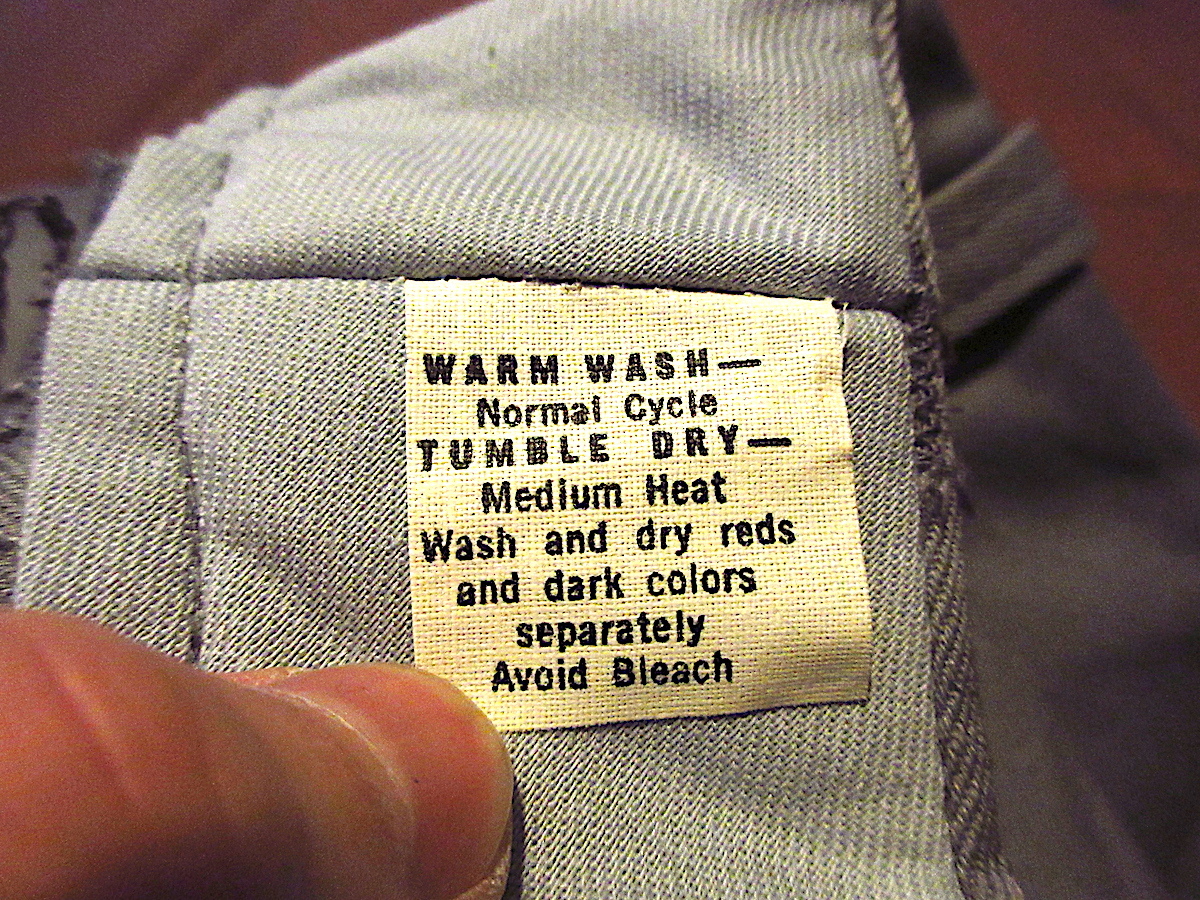 WARM WASH—
Normal Cycle
TUMBLE DRY—
Medium Heat
Wash and dry reds
and dark colors
separately
Avoid Bleach